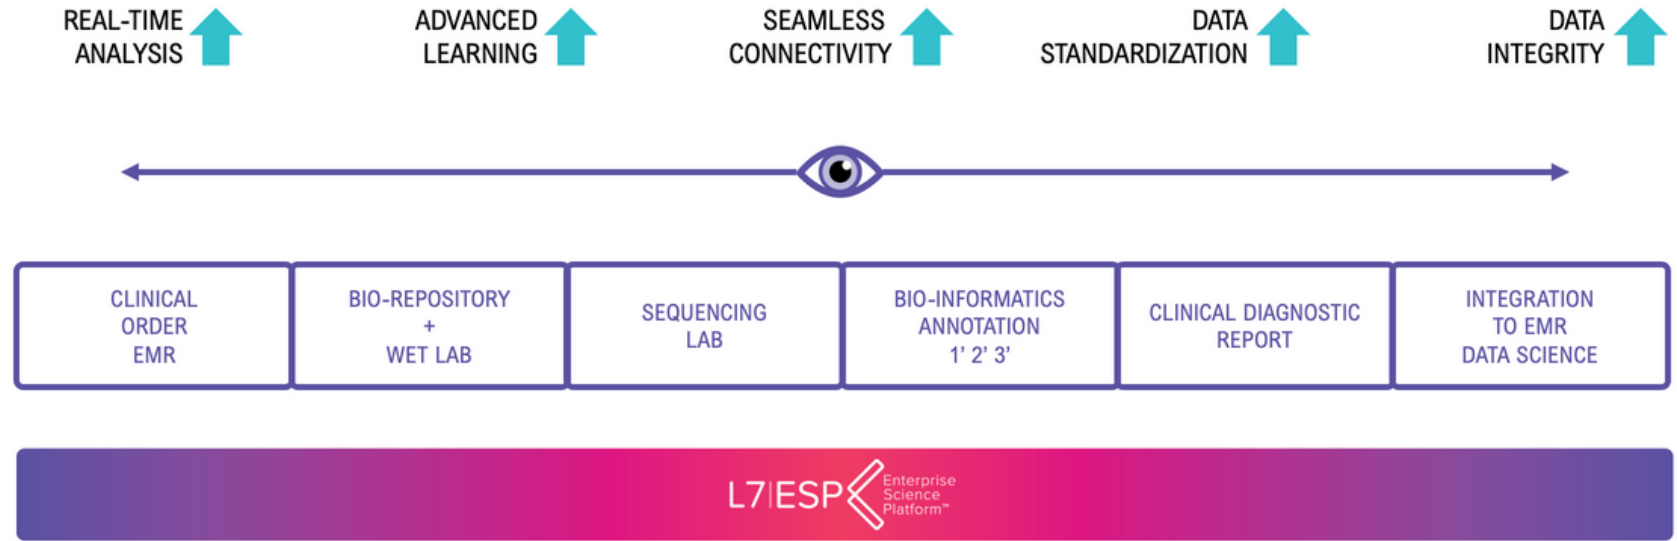 REAL-TIME
ANALYSIS
ADVANCED
LEARNING
SEAMLESS
CONNECTIVITY
DATA
STANDARDIZATION
DATA
INTEGRITY
CLINICAL
ORDER
EMR
BIO-REPOSITORY
+
WET LAB
SEQUENCING
LAB
BIO-INFORMATICS
ANNOTATION
1' 2' 3'
CLINICAL DIAGNOSTIC
REPORT
INTEGRATION
TO EMR
DATA SCIENCE
L7|ESP
Enterprise
Science
Platform™